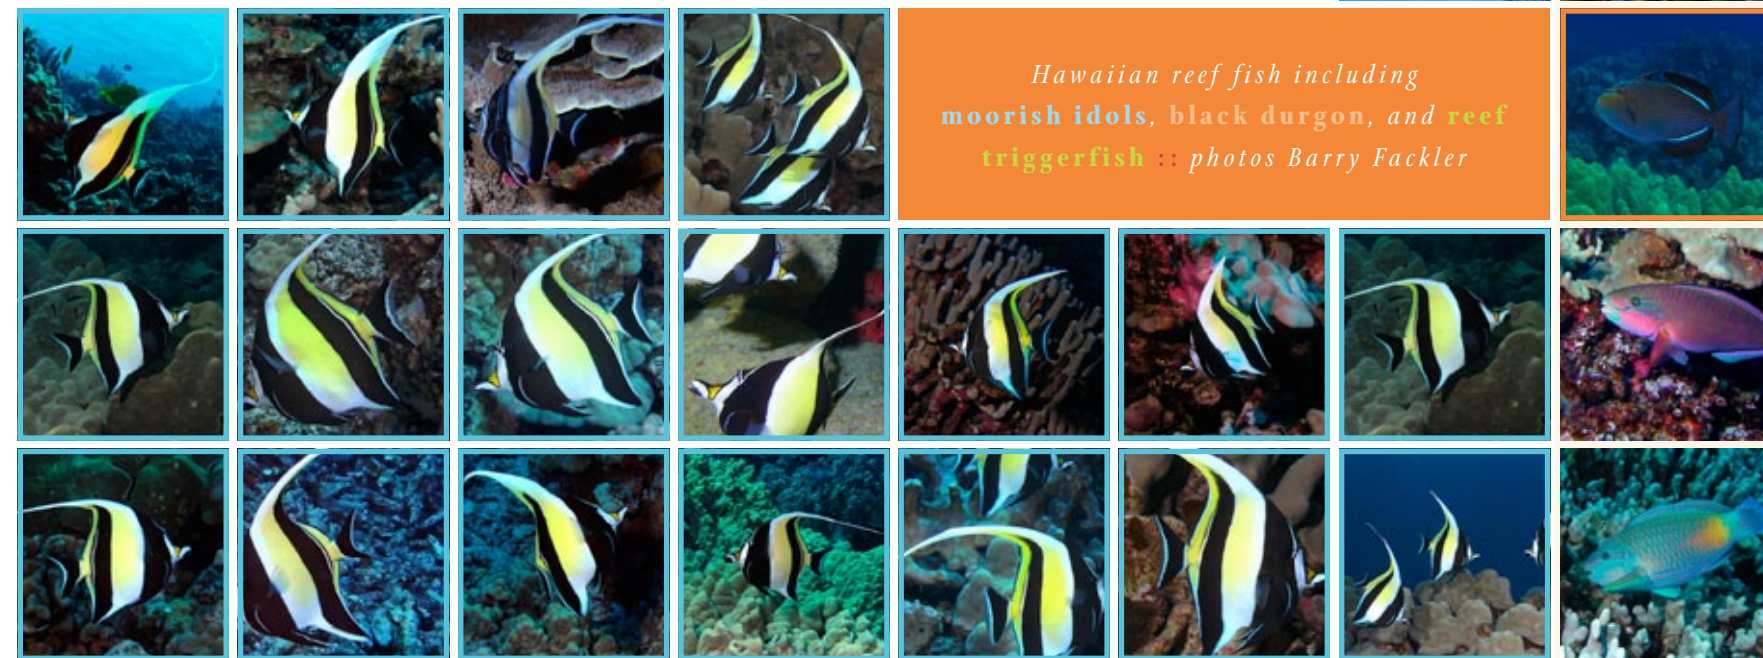 Hawaiian reef fish including
moorish idols, black durgon, and reef
triggerfish :: photos Barry Fackler